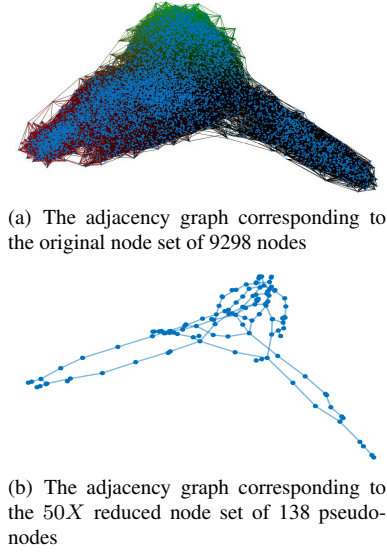 (a) The adjacency graph corresponding to
the original node set of 9298 nodes
(b) The adjacency graph corresponding to
the 50X reduced node set of 138 pseudo-
nodes